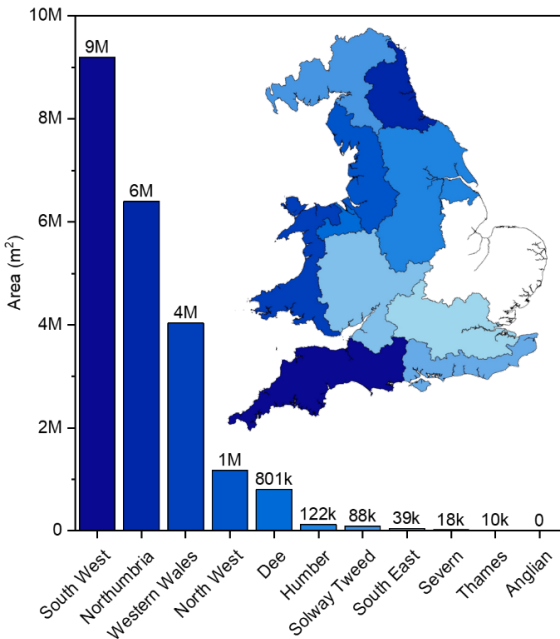 10M
8M
6M
4M
2M
0
Area (m²)
9M
6M
4M
1M
801k
122k
88k
39k
18k
10k
0
South West
Northumbria
Western Wales
North West
Dee
Humber
Solway Tweed
South East
Severn
Thames
Anglian